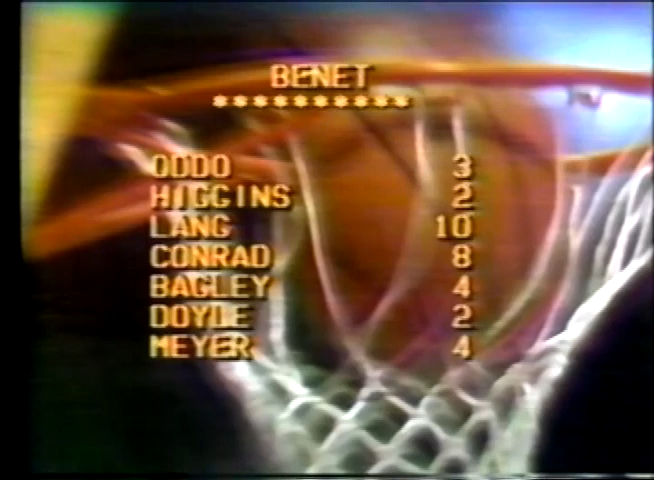 BENET
**********
ODDO 3
HIGGINS 2
LANG 10
CONRAD 8
BAGLEY 4
DOYLE 2
MEYER 4